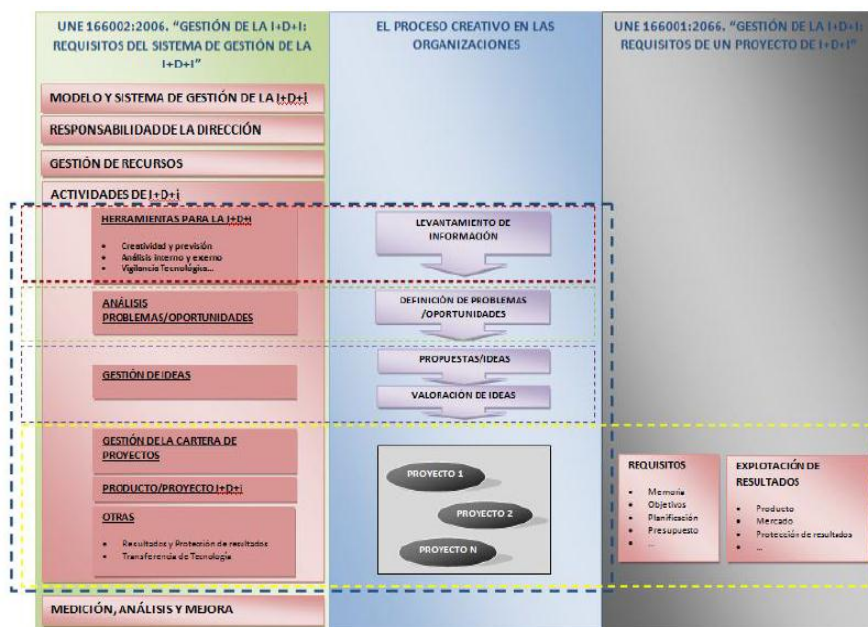 UNE 166002:2006. "GESTIÓN DE LA I+D+I:
REQUISITOS DEL SISTEMA DE GESTIÓN DE LA
I+D+I"
MODELO Y SISTEMA DE GESTIÓN DE LA I+D+i
RESPONSABILIDAD DE LA DIRECCIÓN
GESTIÓN DE RECURSOS
ACTIVIDADES DE I+D+i
HERRAMIENTAS PARA LA I+D+i
• Creatividad y previsión
• Análisis interno y externo
• Vigilancia Tecnológica...
ANÁLISIS
PROBLEMAS/OPORTUNIDADES
GESTIÓN DE IDEAS
GESTIÓN DE LA CARTERA DE
PROYECTOS
PRODUCTO/PROYECTO I+D+i
OTRAS
• Resultados y Protección de resultados
• Transferencia de Tecnología
MEDICIÓN, ANÁLISIS Y MEJORA
EL PROCESO CREATIVO EN LAS
ORGANIZACIONES
LEVANTAMIENTO DE
INFORMACIÓN
DEFINICIÓN DE PROBLEMAS
/OPORTUNIDADES
PROPUESTAS/IDEAS
VALORACIÓN DE IDEAS
PROYECTO 1
PROYECTO 2
PROYECTO N
UNE 166001:2066. "GESTIÓN DE LA I+D+I:
REQUISITOS DE UN PROYECTO DE I+D+I"
REQUISITOS
• Memoria
• Objetivos
• Planificación
• Presupuesto
• ...
EXPLOTACIÓN DE
RESULTADOS
• Producto
• Mercado
• Protección de resultados
• ...